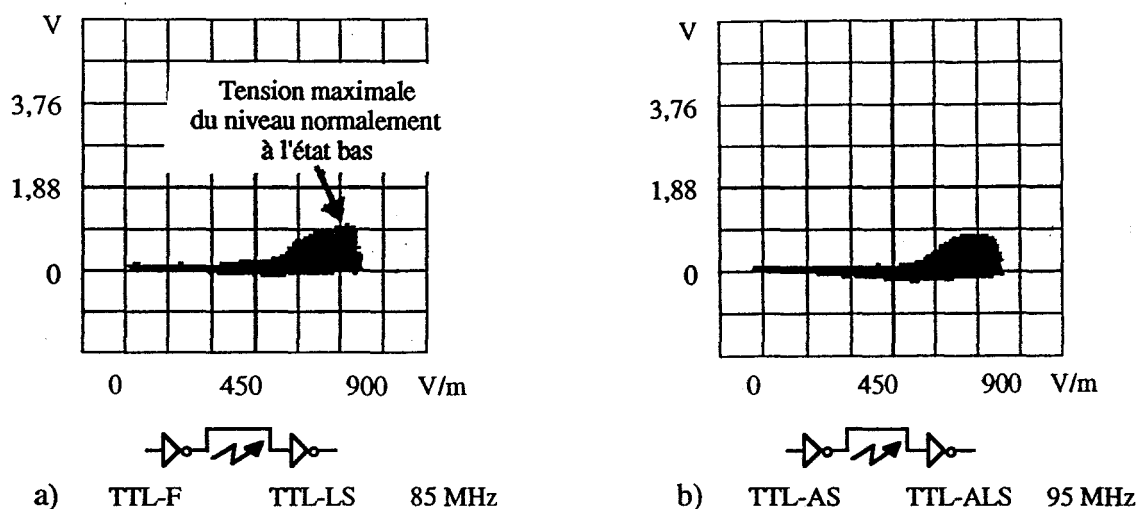 V
3,76
1,88
0
Tension maximale
du niveau normalement
à l'état bas
0 450 900 V/m
a) TTL-F TTL-LS 85 MHz
V
3,76
1,88
0
0 450 900 V/m
b) TTL-AS TTL-ALS 95 MHz